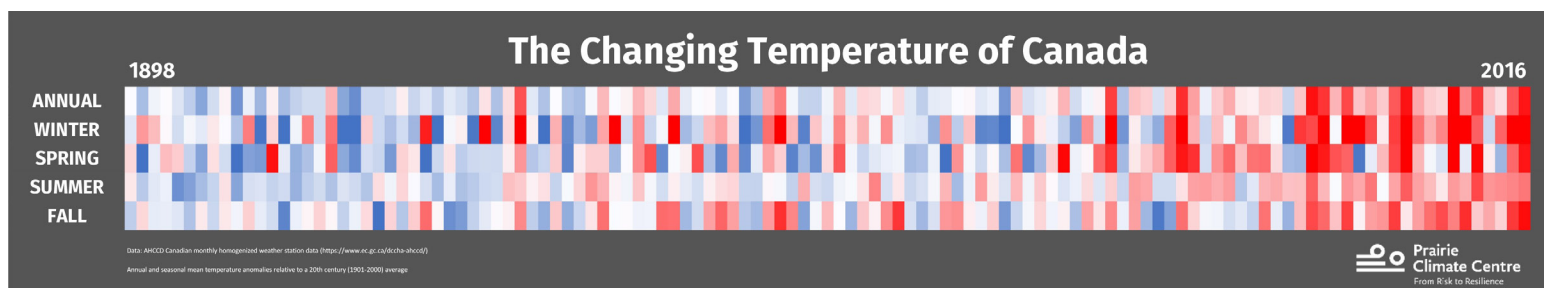 The Changing Temperature of Canada
1898
2016
ANNUAL
WINTER
SPRING
SUMMER
FALL
Data: AHCCD Canadian monthly homogenized weather station data (https://www.ec.gc.ca/dccha-ahccd/)
Annual and seasonal mean temperature anomalies relative to a 20th century (1901-2000) average
Prairie
Climate Centre
From Risk to Resilience